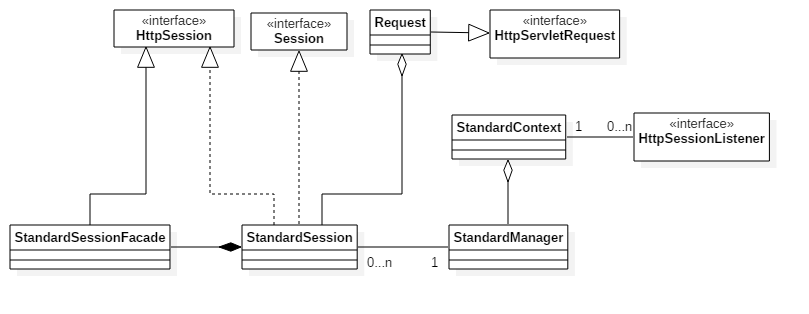 «interface»
HttpSession
«interface»
Session
Request
«interface»
HttpServletRequest
StandardContext
1
0...n
«interface»
HttpSessionListener
StandardSessionFacade
StandardSession
StandardManager
0...n
1